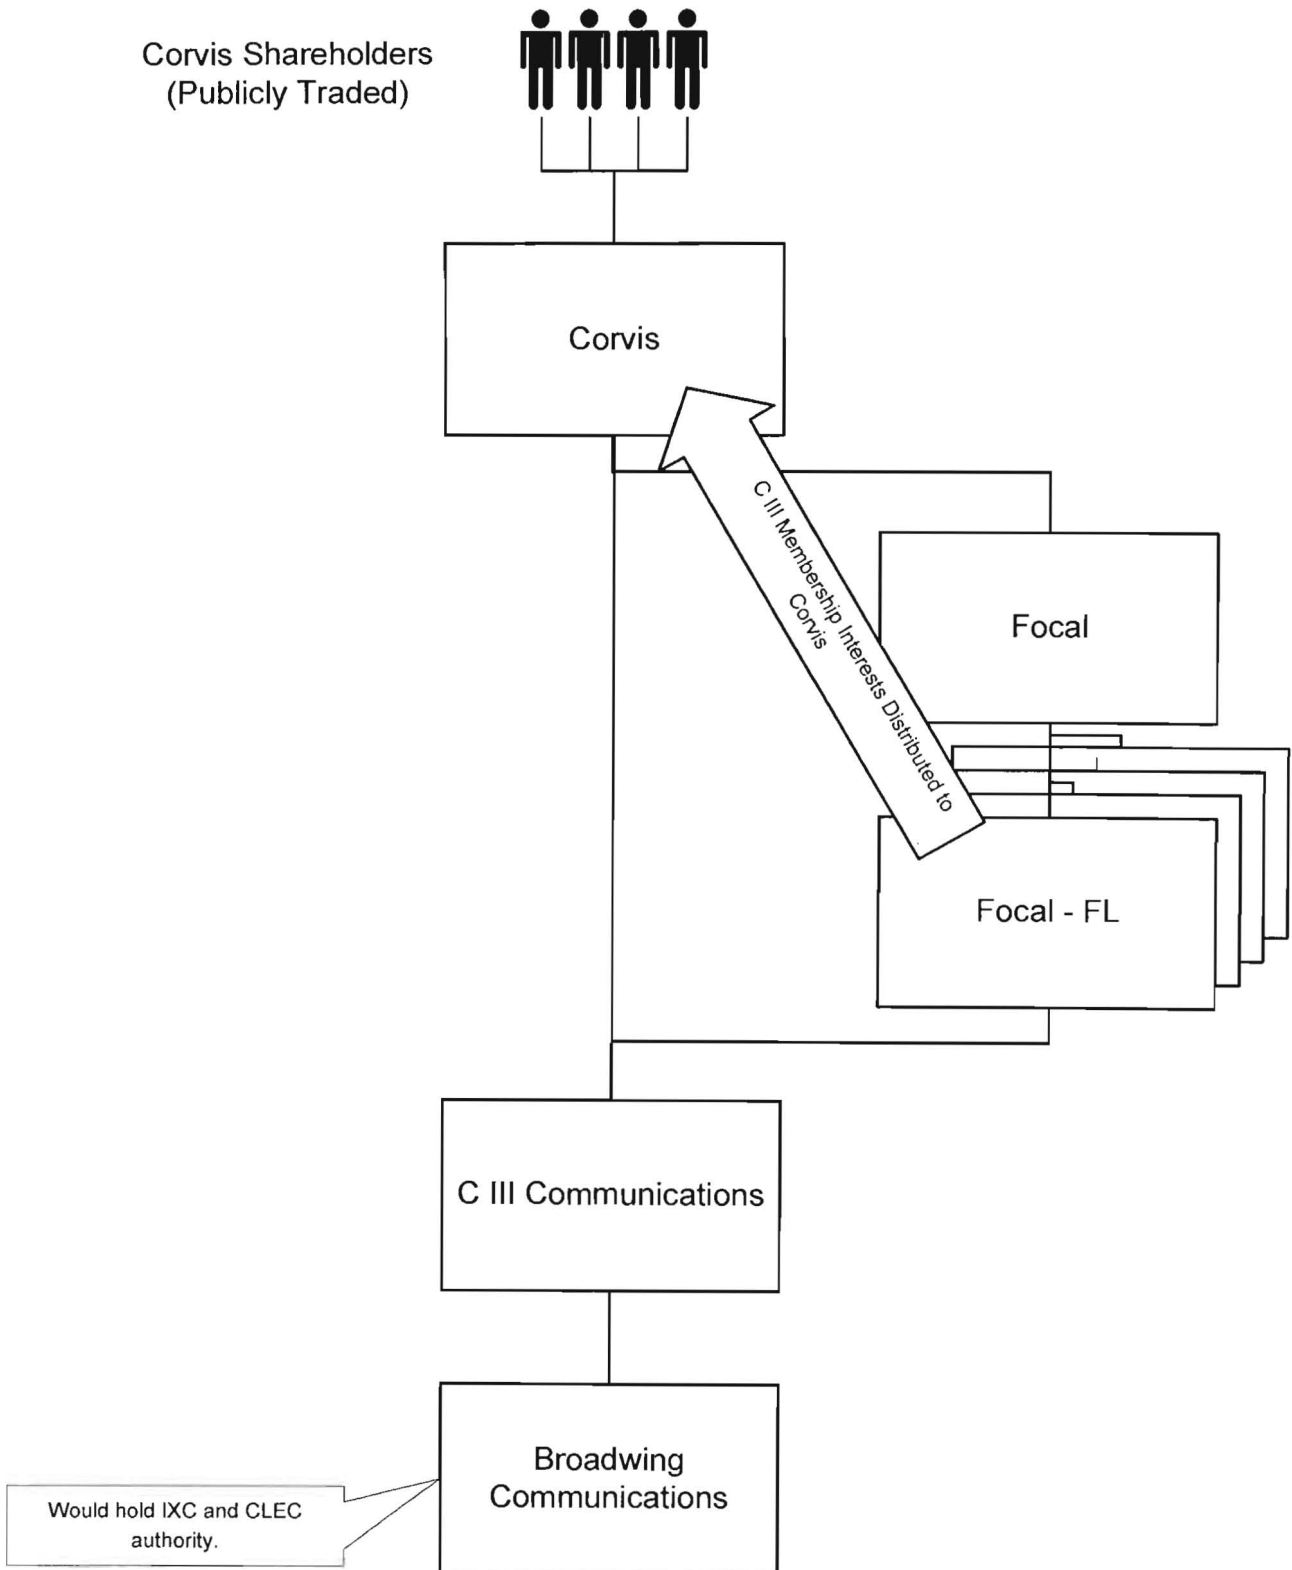 Corvis Shareholders
(Publicly Traded)
Corvis
C III Membership Interests Distributed to
Corvis
Focal
Focal - FL
C III Communications
Broadwing
Communications
Would hold IXC and CLEC
authority.